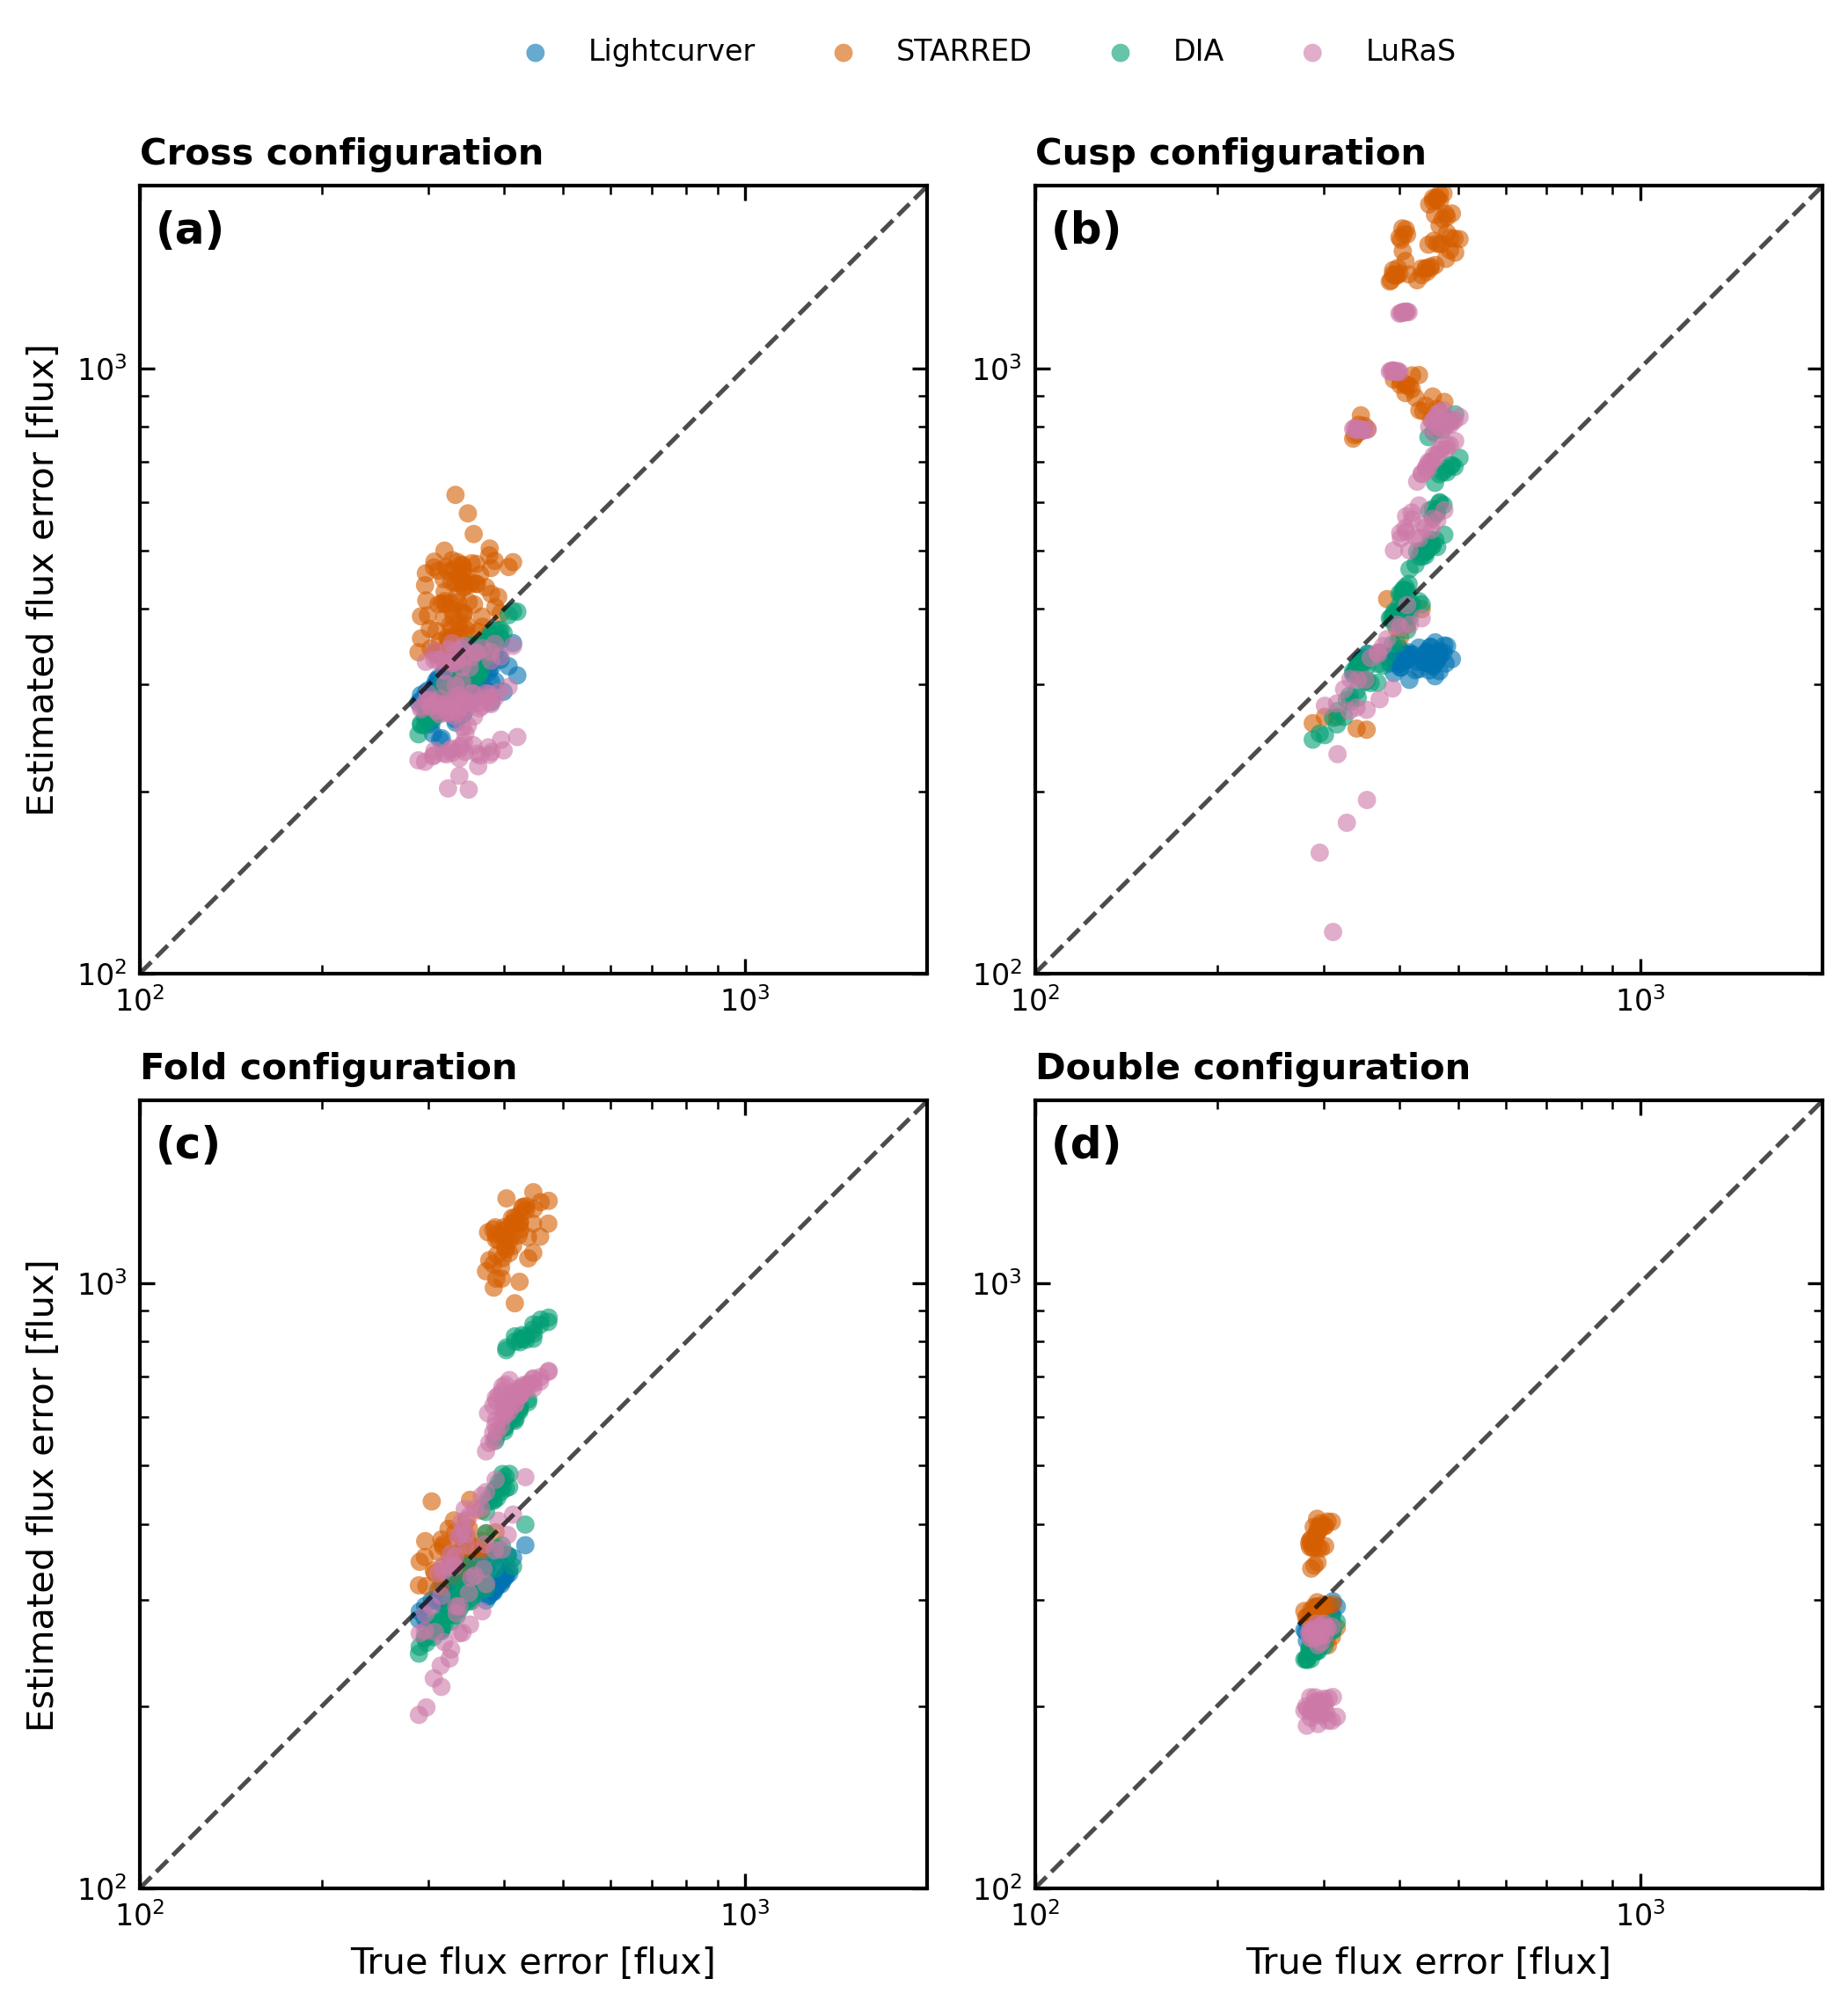 Lightcurver STARRED DIA LuRaS
Cross configuration
(a)
Estimated flux error [flux]
10³
10²
10² 10³
Cusp configuration
(b)
10³
10²
10² 10³
Fold configuration
(c)
Estimated flux error [flux]
10³
10²
10² 10³
True flux error [flux]
Double configuration
(d)
10³
10²
10² 10³
True flux error [flux]